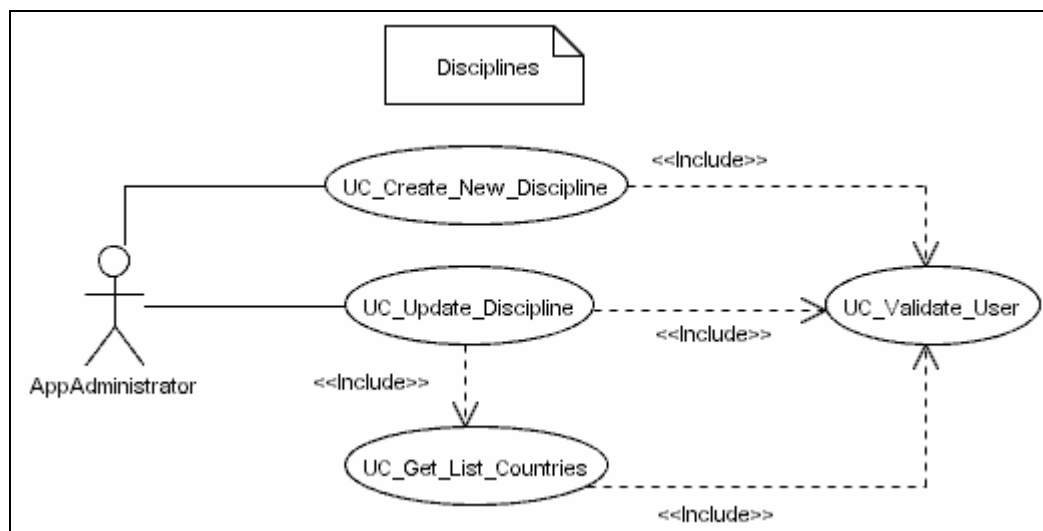 Disciplines
<<Include>>
UC_Create_New_Discipline
UC_Update_Discipline
UC_Validate_User
<<Include>>
AppAdministrator
<<Include>>
UC_Get_List_Countries
<<Include>>